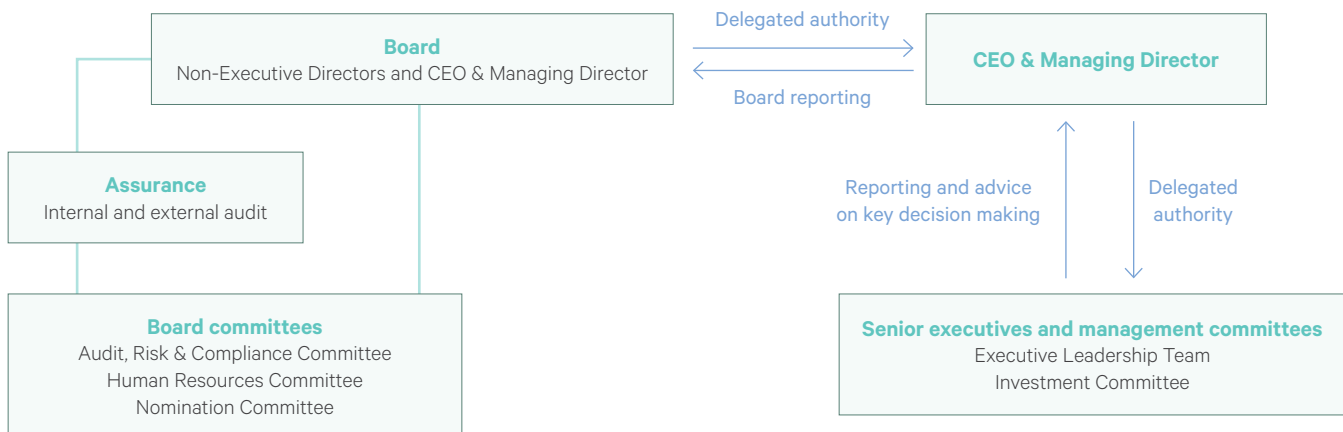 Board
Non-Executive Directors and CEO & Managing Director
Delegated authority
Board reporting
CEO & Managing Director
Assurance
Internal and external audit
Reporting and advice
on key decision making
Delegated
authority
Board committees
Audit, Risk & Compliance Committee
Human Resources Committee
Nomination Committee
Senior executives and management committees
Executive Leadership Team
Investment Committee